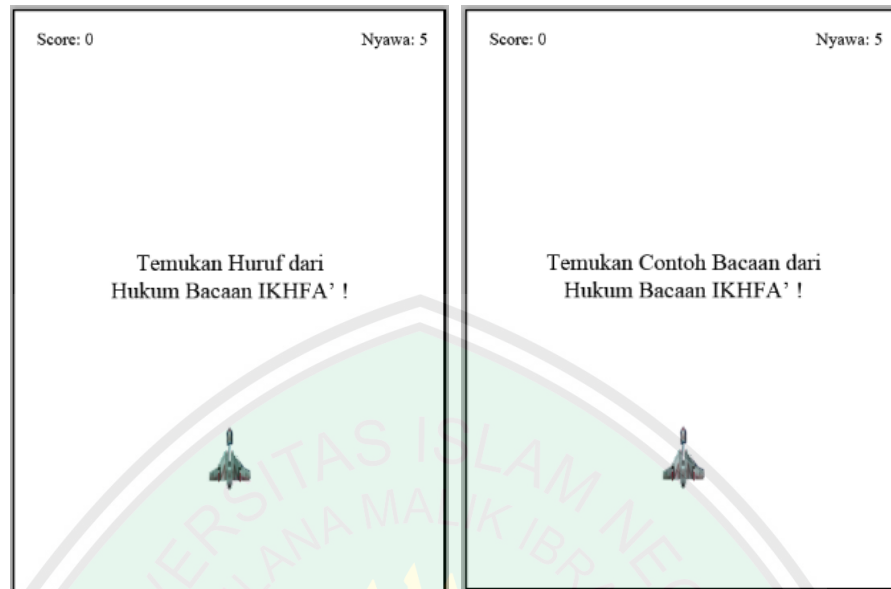 Score: 0
Nyawa: 5
Temukan Huruf dari
Hukum Bacaan IKHFA' !
Score: 0
Nyawa: 5
Temukan Contoh Bacaan dari
Hukum Bacaan IKHFA' !